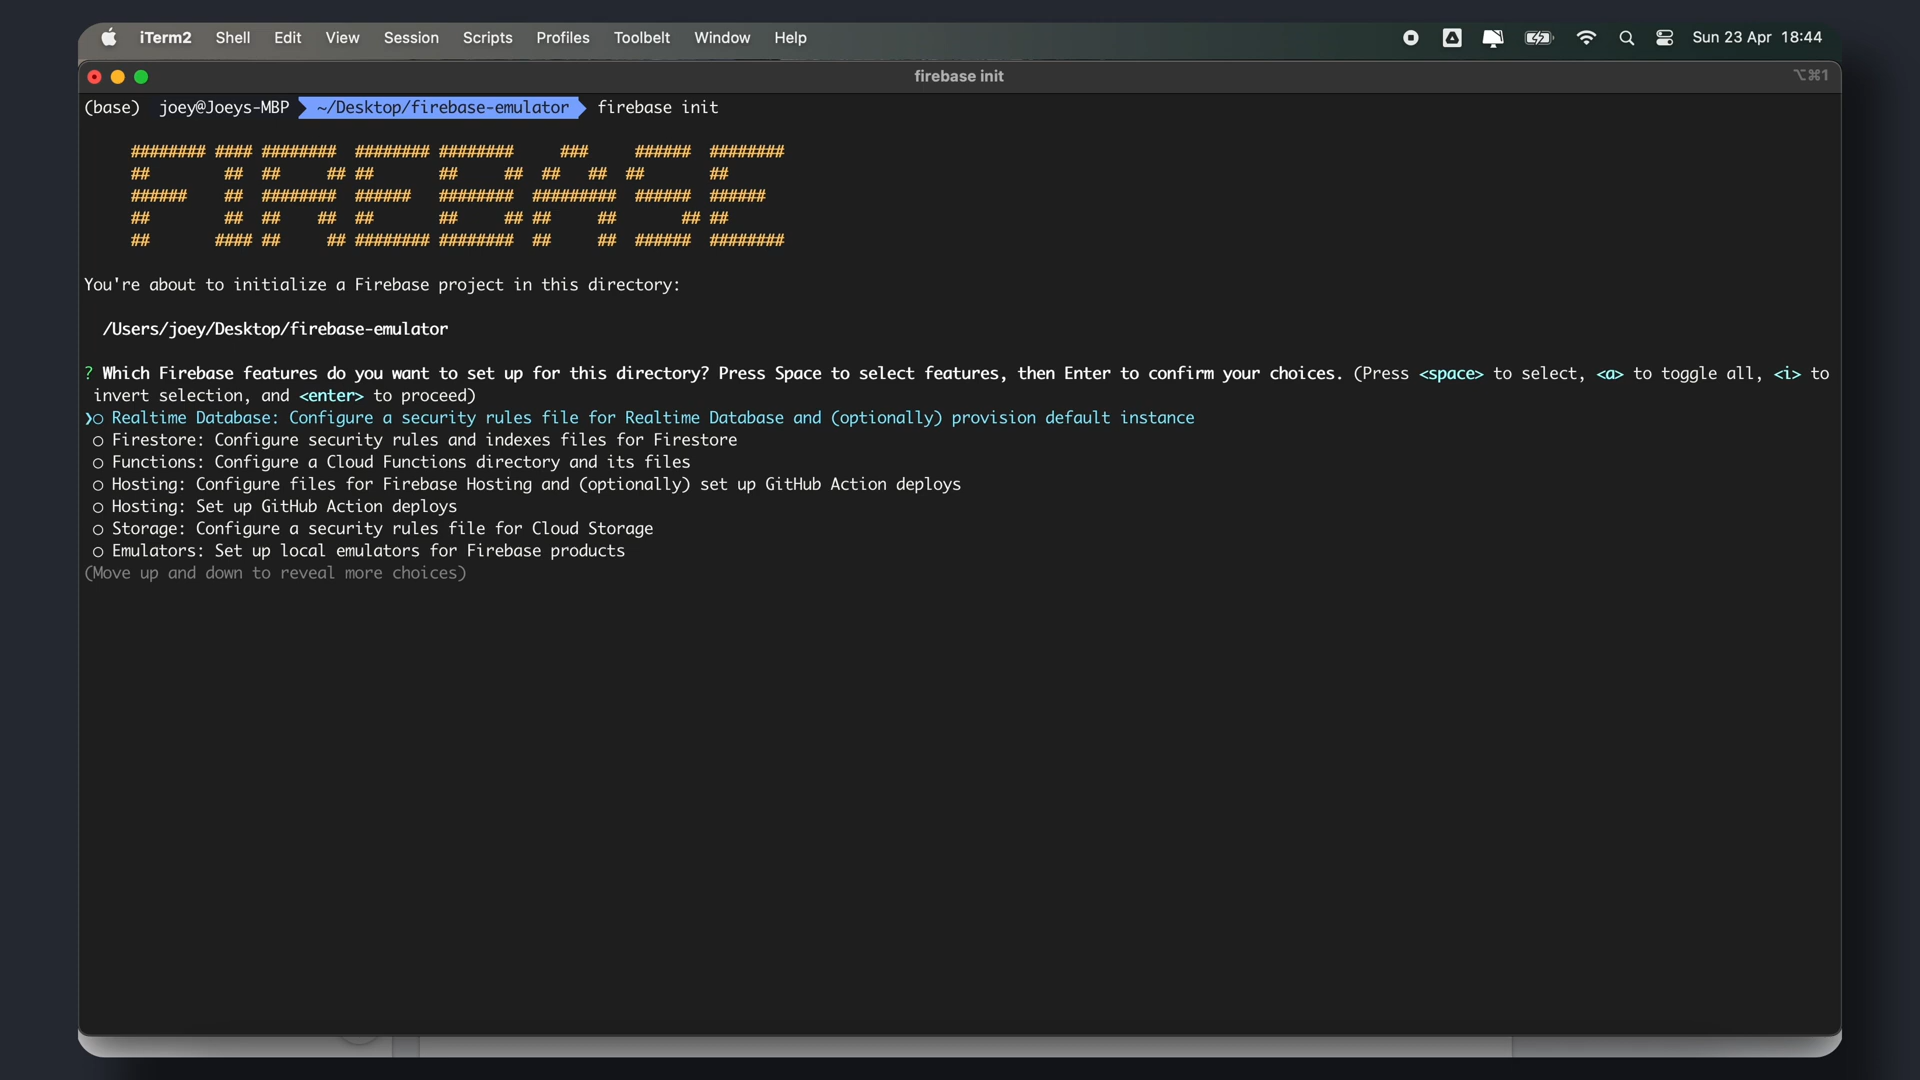 iTerm2 Shell Edit View Session Scripts Profiles Toolbelt Window Help Sun 23 Apr 18:44
firebase init ⌥⌘1
(base) joey@Joeys-MBP ~/Desktop/firebase-emulator firebase init
######## #### ######## ######## ######## ### ###### ########
## ## ## ## ## ## ## ## ## ## ##
###### ## ######## ###### ######## ######### ###### ######
## ## ## ## ## ## ## ## ## ## ##
## #### ## ## ######## ######## ## ## ###### ########
You're about to initialize a Firebase project in this directory:
/Users/joey/Desktop/firebase-emulator
? Which Firebase features do you want to set up for this directory? Press Space to select features, then Enter to confirm your choices. (Press <space> to select, <a> to toggle all, <i> to
invert selection, and <enter> to proceed)
❯◯ Realtime Database: Configure a security rules file for Realtime Database and (optionally) provision default instance
◯ Firestore: Configure security rules and indexes files for Firestore
◯ Functions: Configure a Cloud Functions directory and its files
◯ Hosting: Configure files for Firebase Hosting and (optionally) set up GitHub Action deploys
◯ Hosting: Set up GitHub Action deploys
◯ Storage: Configure a security rules file for Cloud Storage
◯ Emulators: Set up local emulators for Firebase products
(Move up and down to reveal more choices)